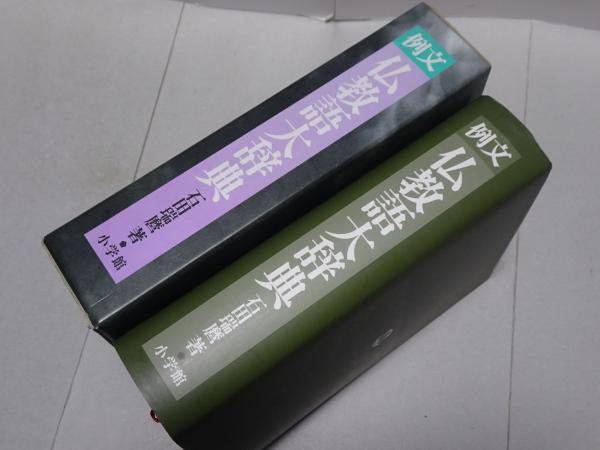 例文
仏教語大辞典
石田瑞麿 著
小学館
例文
仏教語大辞典
石田瑞麿 著
小学館